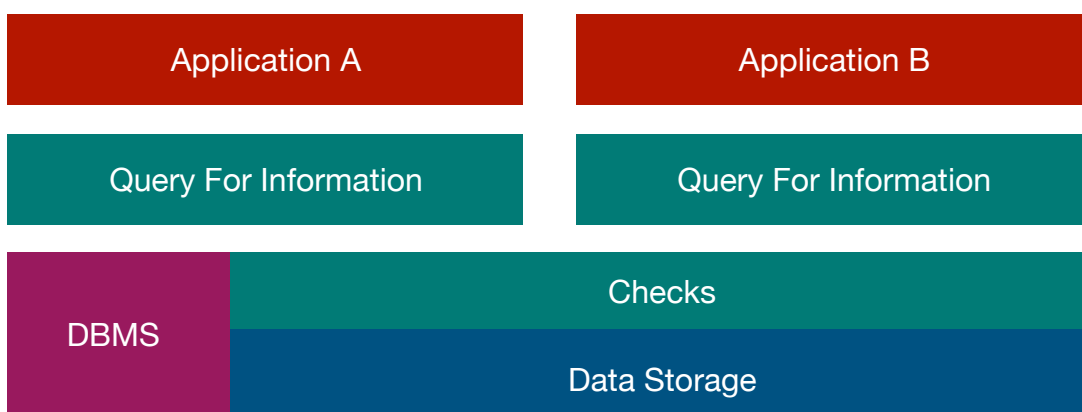 Application A
Application B
Query For Information
Query For Information
DBMS
Checks
Data Storage